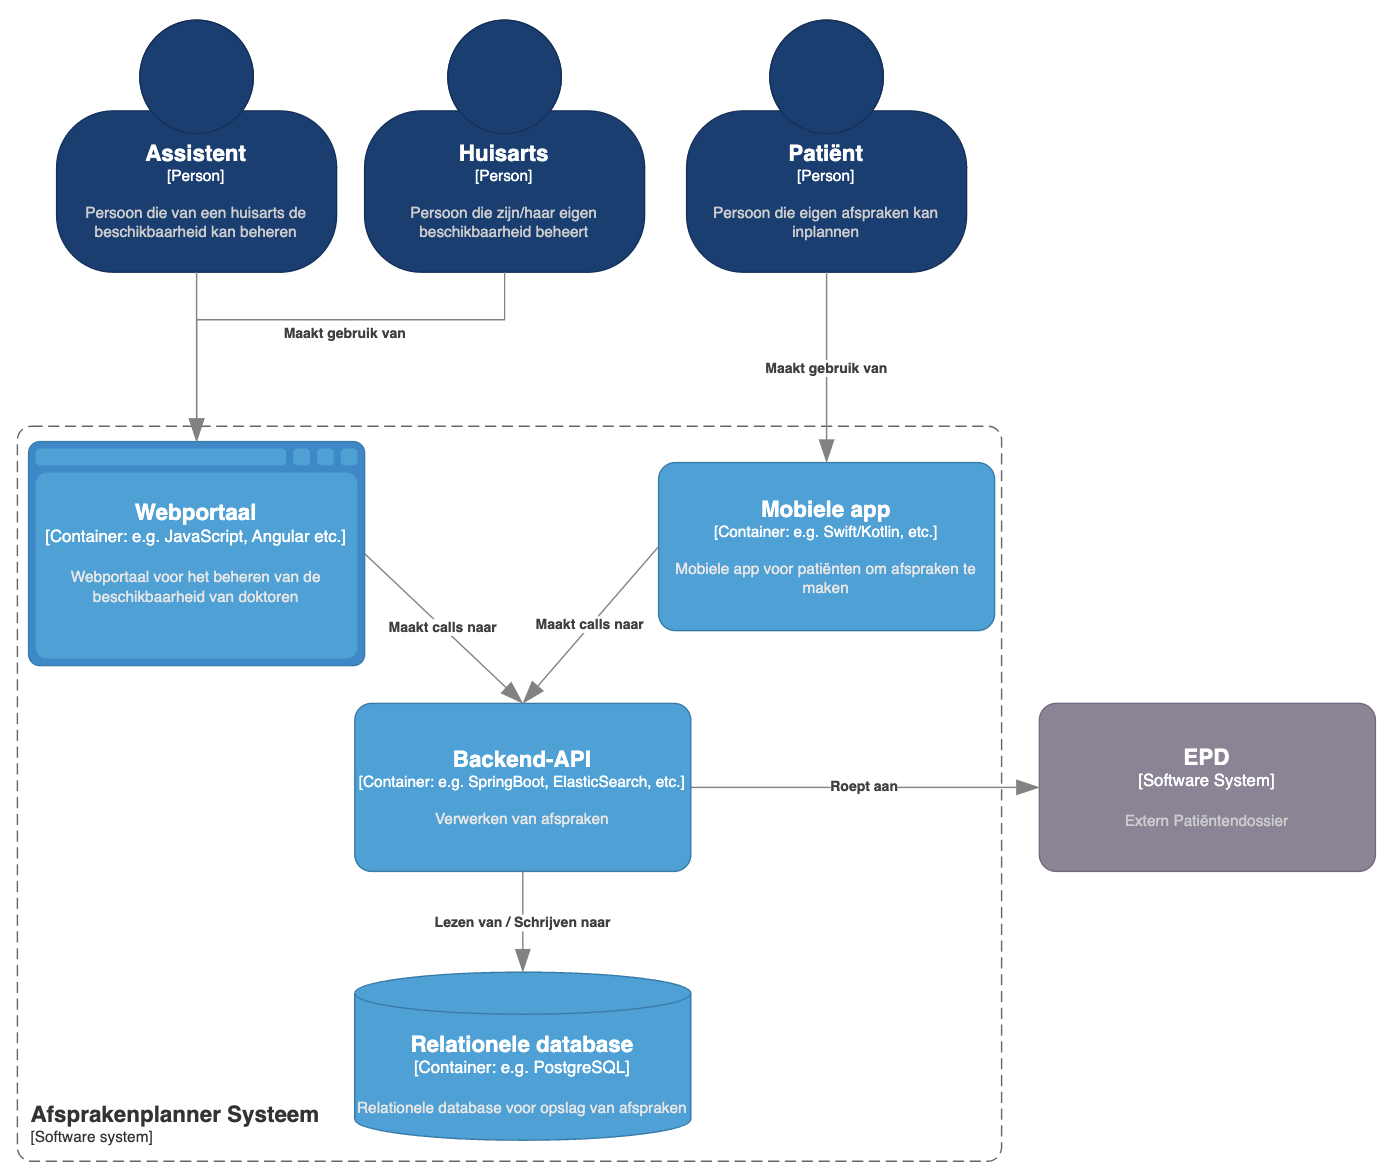 Assistent
[Person]
Persoon die van een huisarts de
beschikbaarheid kan beheren
Huisarts
[Person]
Persoon die zijn/haar eigen
beschikbaarheid beheert
Patiënt
[Person]
Persoon die eigen afspraken kan
inplannen
Maakt gebruik van
Maakt gebruik van
Webportaal
[Container: e.g. JavaScript, Angular etc.]
Webportaal voor het beheren van de
beschikbaarheid van doktoren
Mobiele app
[Container: e.g. Swift/Kotlin, etc.]
Mobiele app voor patiënten om afspraken te
maken
Maakt calls naar
Maakt calls naar
Backend-API
[Container: e.g. SpringBoot, ElasticSearch, etc.]
Verwerken van afspraken
Roept aan
EPD
[Software System]
Extern Patiëntendossier
Lezen van / Schrijven naar
Relationele database
[Container: e.g. PostgreSQL]
Relationele database voor opslag van afspraken
Afsprakenplanner Systeem
[Software system]